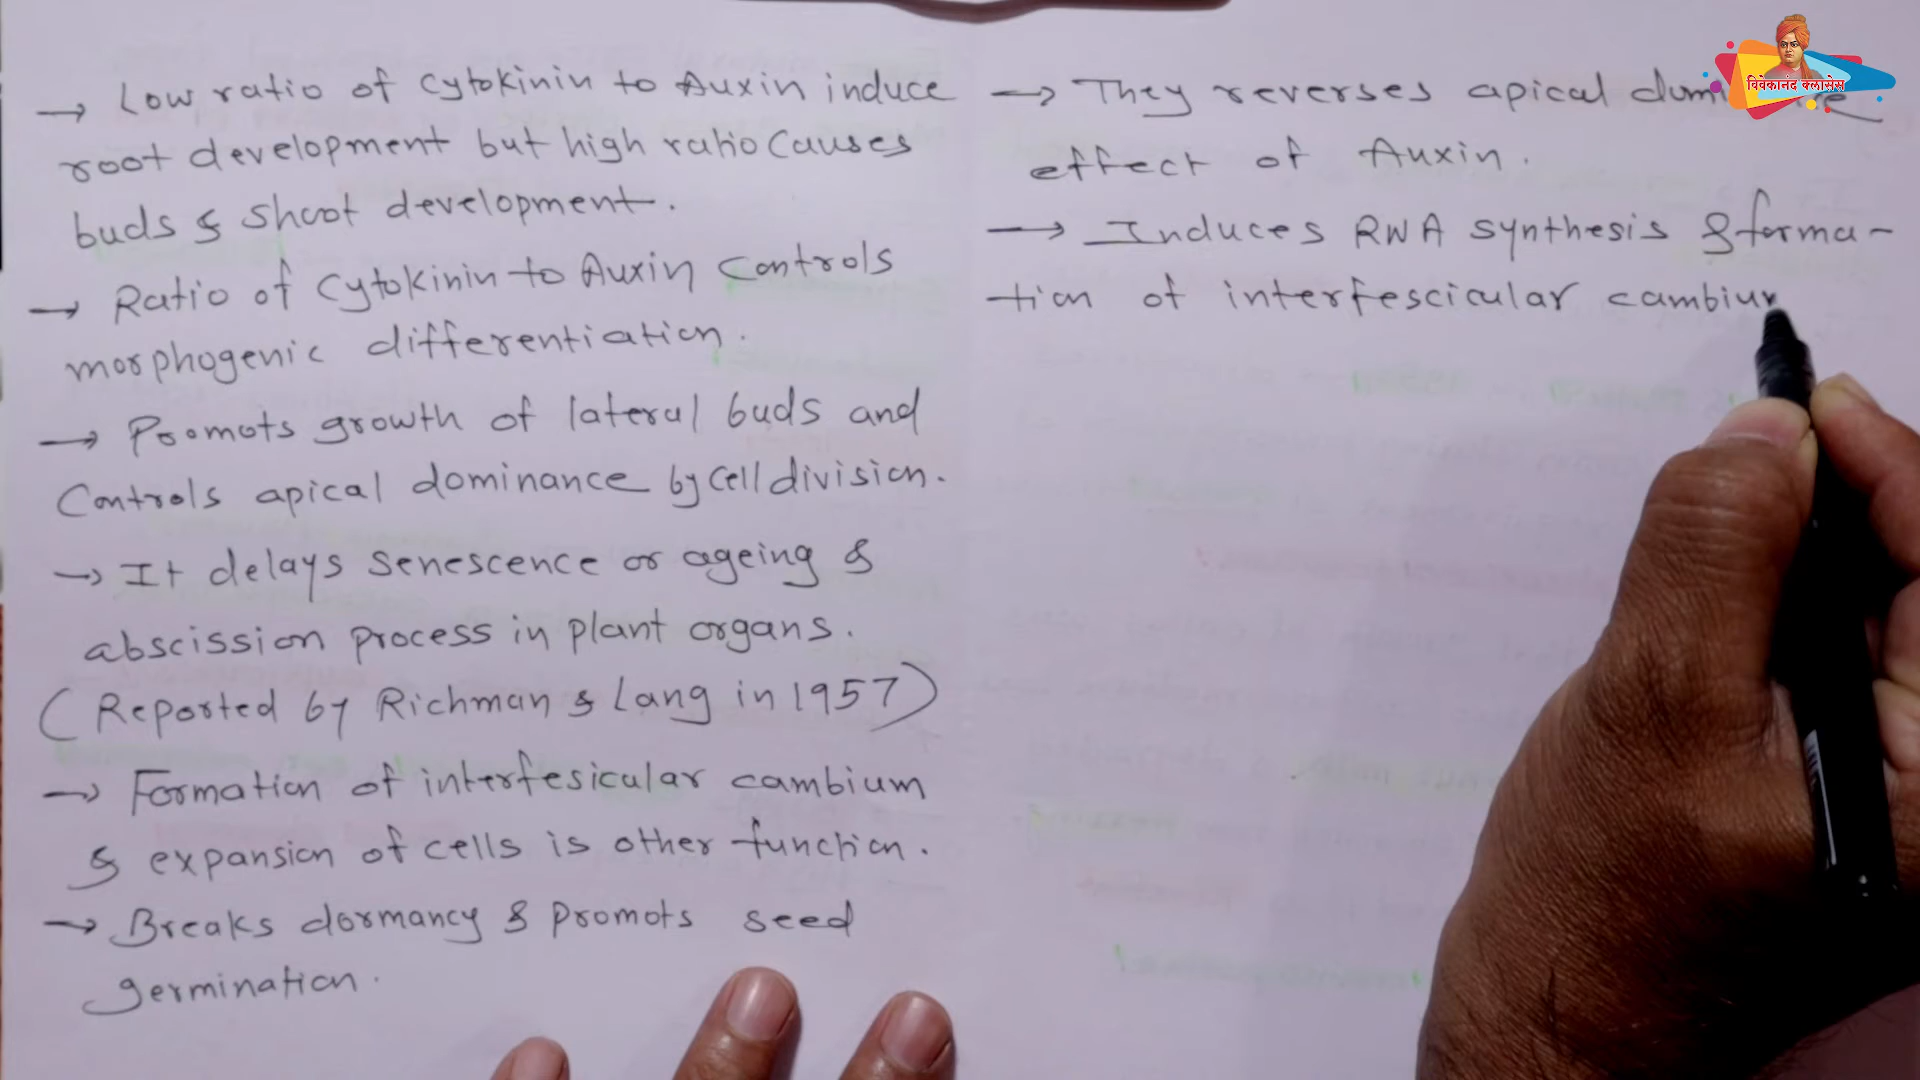 → Low ratio of cytokinin to Auxin induce
root development but high ratio causes
buds & shoot development.
→ Ratio of cytokinin to Auxin controls
morphogenic differentiation.
→ Promots growth of lateral buds and
Controls apical dominance by cell division.
→ It delays senescence or ageing &
abscission process in plant organs.
(Reported by Richman & Lang in 1957)
→ Formation of interfesicular cambium
& expansion of cells is other function.
→ Breaks dormancy & promots seed
germination.
→ They reverses apical
effect of Auxin.
→ Induces RNA synthesis & forma-
tion of interfescicular cambium
विवेकानंद क्लासेस